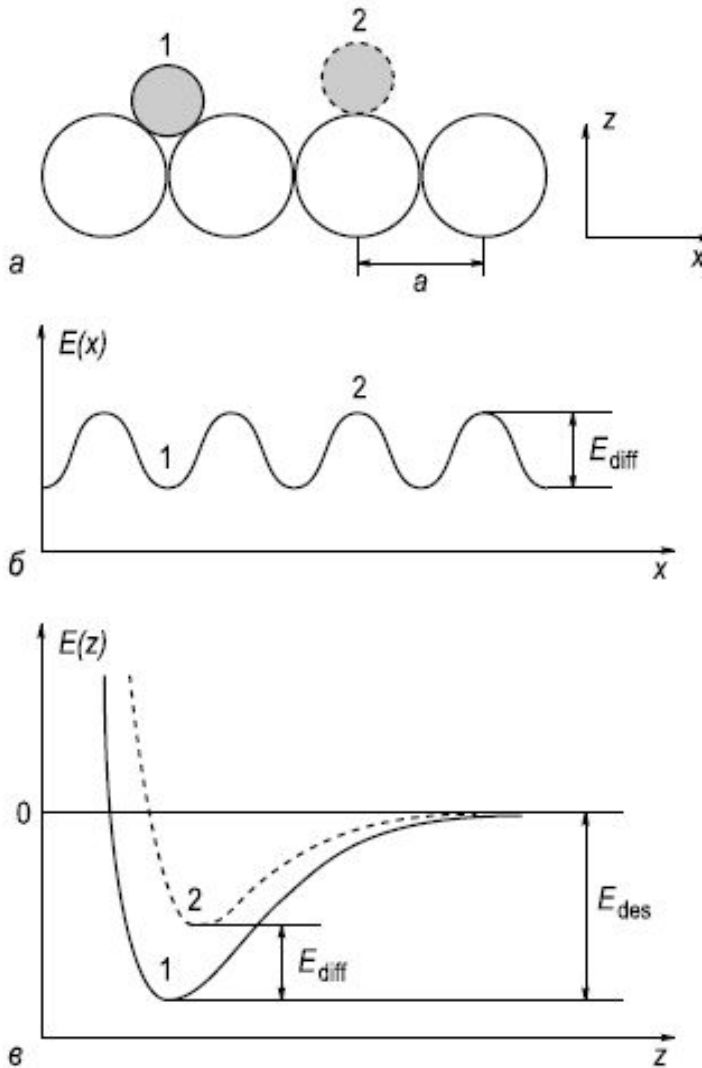 1 2
z
x
a
а
E(x)
2
1
E_diff
б
x
E(z)
0
2
E_des
1
E_diff
в
z